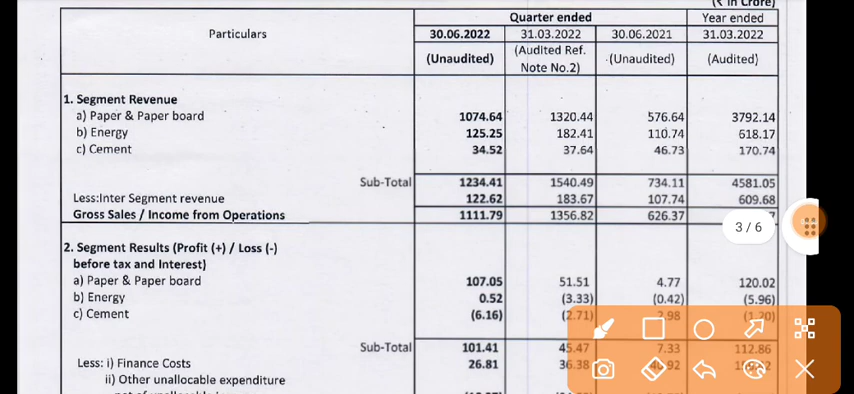 (₹ in Crore)
Particulars Quarter ended Year ended
30.06.2022 31.03.2022 30.06.2021 31.03.2022
(Unaudited) (Audited Ref. Note No.2) (Unaudited) (Audited)
1. Segment Revenue
a) Paper & Paper board 1074.64 1320.44 576.64 3792.14
b) Energy 125.25 182.41 110.74 618.17
c) Cement 34.52 37.64 46.73 170.74
Sub-Total 1234.41 1540.49 734.11 4581.05
Less:Inter Segment revenue 122.62 183.67 107.74 609.68
Gross Sales / Income from Operations 1111.79 1356.82 626.37
3 / 6
2. Segment Results (Profit (+) / Loss (-)
before tax and Interest)
a) Paper & Paper board 107.05 51.51 4.77 120.02
b) Energy 0.52 (3.33) (0.42) (5.96)
c) Cement (6.16) (2.71) 2.98 (1.20)
Sub-Total 101.41 45.47 7.33 112.86
Less: i) Finance Costs 26.81 36.38
ii) Other unallocable expenditure